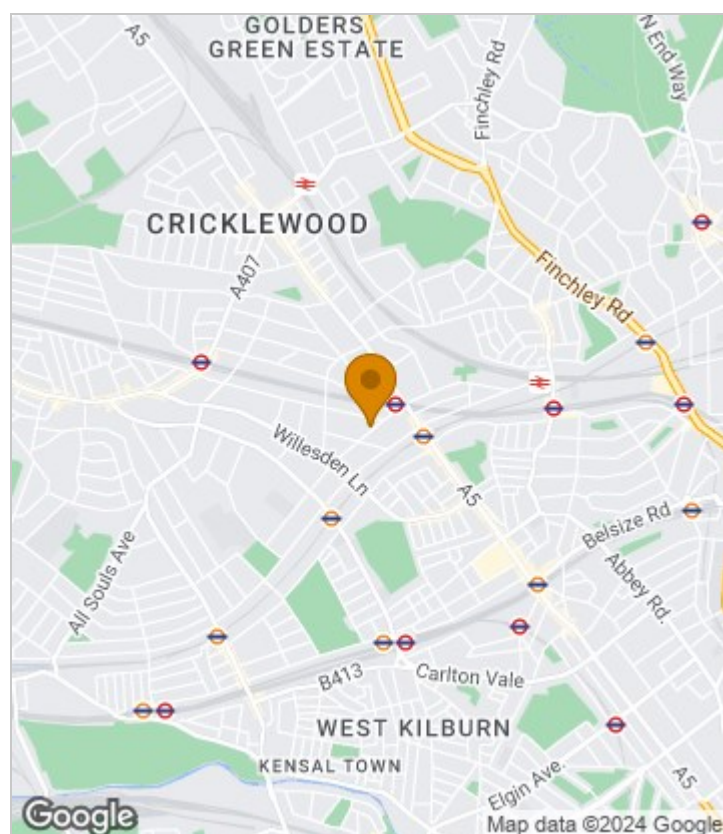 GOLDERS
GREEN ESTATE
A5
Finchley Rd
N End Way
CRICKLEWOOD
A407
Finchley Rd
Willesden Ln
A5
Belsize Rd
All Souls Ave
Abbey Rd.
B413
Carlton Vale
WEST KILBURN
KENSAL TOWN
Elgin Ave.
A5
Google
Map data ©2024 Google